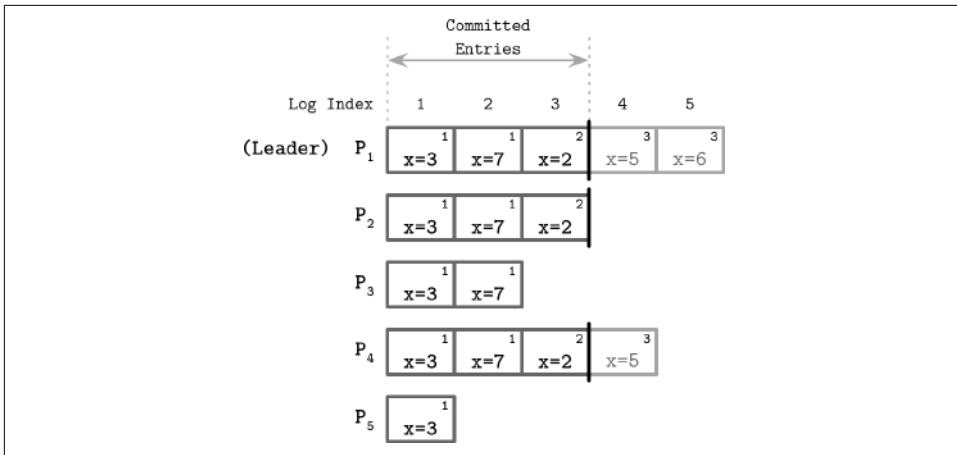 Committed
Entries
Log Index 1 2 3 4 5
(Leader) P1 1 x=3 1 x=7 2 x=2 3 x=5 3 x=6
P2 1 x=3 1 x=7 2 x=2
P3 1 x=3 1 x=7
P4 1 x=3 1 x=7 2 x=2 3 x=5
P5 1 x=3